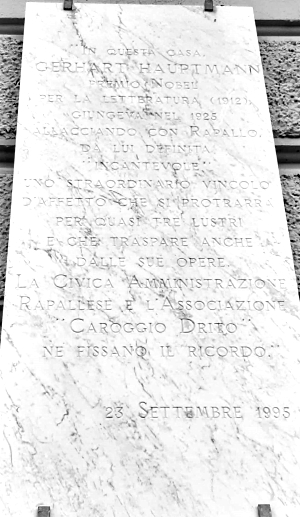 IN QUESTA CASA
GERHART HAUPTMANN
PREMIO NOBEL
PER LA LETTERATURA (1912)
GIUNGEVA NEL 1925
ALLACCIANDO CON RAPALLO,
DA LUI DEFINITA
"INCANTEVOLE"
UNO STRAORDINARIO VINCOLO
D'AFFETTO CHE SI PROTRARRÀ
PER QUASI TRE LUSTRI
E CHE TRASPARE ANCHE
DALLE SUE OPERE.
LA CIVICA AMMINISTRAZIONE
RAPALLESE E L'ASSOCIAZIONE
"CAROGGIO DRITO"
NE FISSANO IL RICORDO.
23 SETTEMBRE 1995